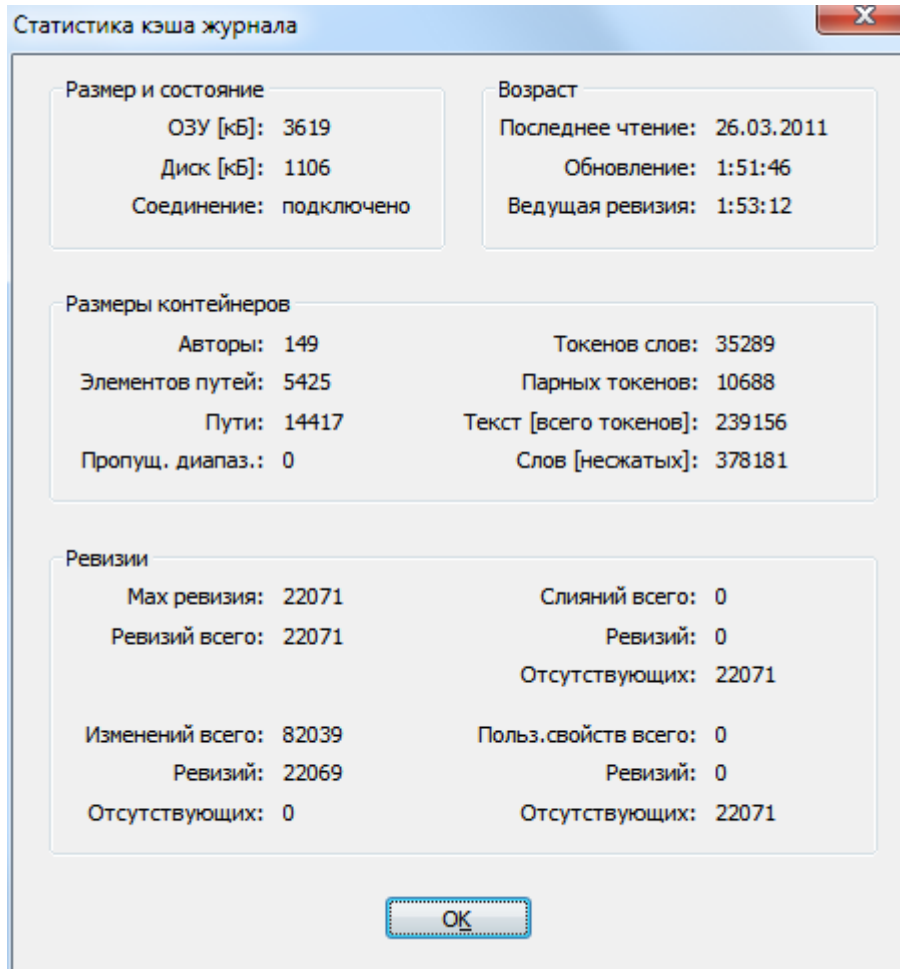 Статистика кэша журнала
Размер и состояние
ОЗУ [кБ]: 3619
Диск [кБ]: 1106
Соединение: подключено
Возраст
Последнее чтение: 26.03.2011
Обновление: 1:51:46
Ведущая ревизия: 1:53:12
Размеры контейнеров
Авторы: 149
Элементов путей: 5425
Пути: 14417
Пропущ. диапаз.: 0
Токенов слов: 35289
Парных токенов: 10688
Текст [всего токенов]: 239156
Слов [несжатых]: 378181
Ревизии
Мах ревизия: 22071
Ревизий всего: 22071
Изменений всего: 82039
Ревизий: 22069
Отсутствующих: 0
Слияний всего: 0
Ревизий: 0
Отсутствующих: 22071
Польз.свойств всего: 0
Ревизий: 0
Отсутствующих: 22071
OK